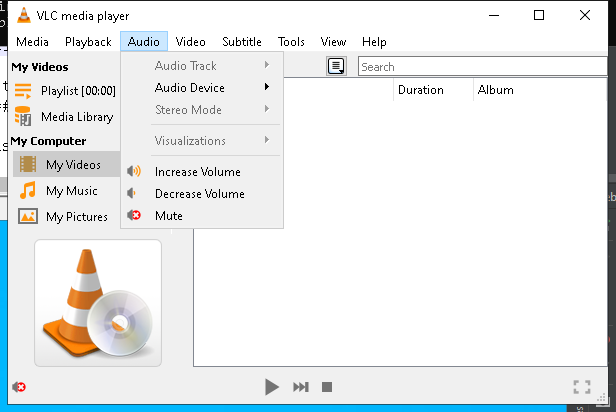 VLC media player
Media Playback Audio Video Subtitle Tools View Help
My Videos
Playlist [00:00]
Media Library
My Computer
My Videos
My Music
My Pictures
Audio Track
Audio Device
Stereo Mode
Visualizations
Increase Volume
Decrease Volume
Mute
Search
Duration Album